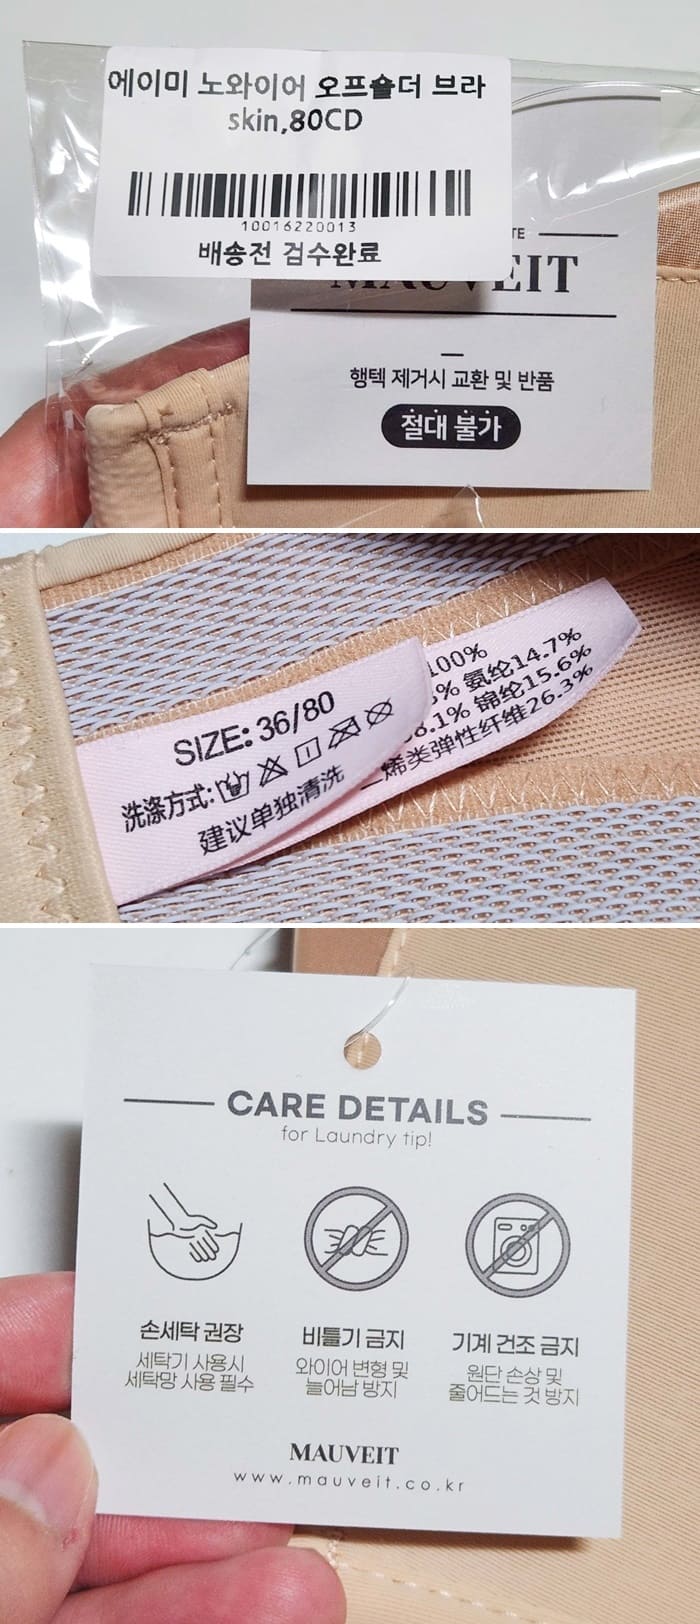 에이미 노와이어 오프숄더 브라
skin,80CD
10016220013
배송전 검수완료
MAUVEIT
행텍 제거시 교환 및 반품
절대 불가
SIZE: 36/80
洗涤方式:
建议单独清洗
100%
% 氨纶14.7%
8.1% 锦纶15.6%
烯类弹性纤维26.3%
CARE DETAILS
for Laundry tip!
손세탁 권장
세탁기 사용시
세탁망 사용 필수
비틀기 금지
와이어 변형 및
늘어남 방지
기계 건조 금지
원단 손상 및
줄어드는 것 방지
MAUVEIT
www.mauveit.co.kr